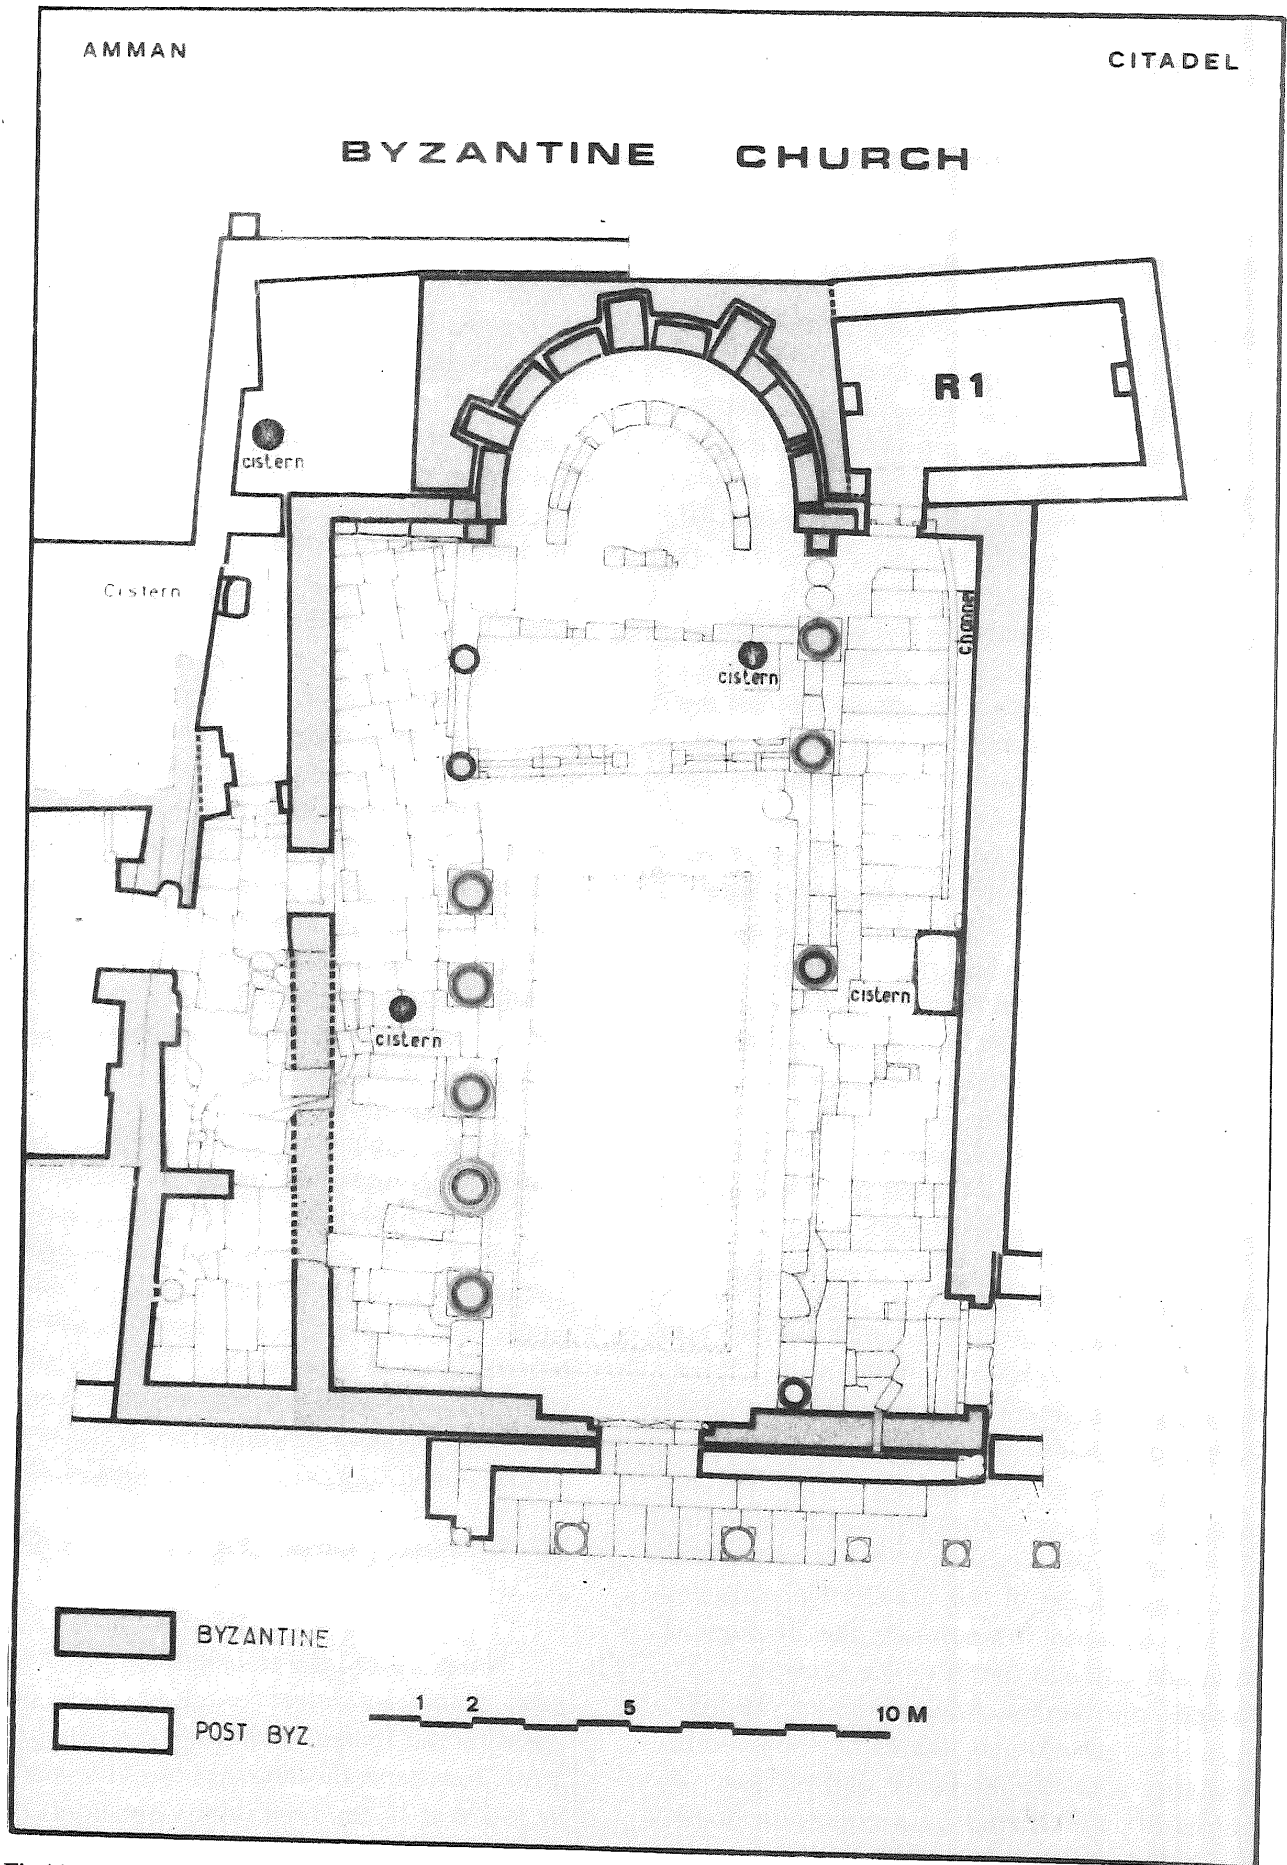 AMMAN
CITADEL
BYZANTINE CHURCH
R1
cistern
Cistern
channel
cistern
cistern
cistern
BYZANTINE
1 2 5 10 M
POST BYZ.